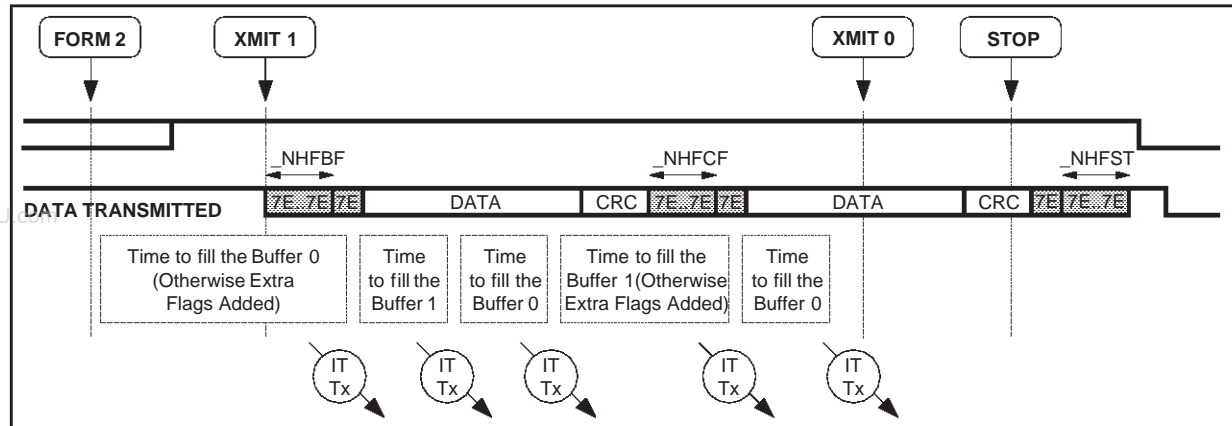 FORM 2
XMIT 1
XMIT 0
STOP
_NHFBF
_NHFCF
_NHFST
DATA TRANSMITTED
7E..7E
7E
DATA
CRC
7E..7E
7E
DATA
CRC
7E
7E..7E
Time to fill the Buffer 0
(Otherwise Extra
Flags Added)
Time
to fill the
Buffer 1
Time
to fill the
Buffer 0
Time to fill the
Buffer 1(Otherwise
Extra Flags Added)
Time
to fill the
Buffer 0
IT
Tx
IT
Tx
IT
Tx
IT
Tx
IT
Tx